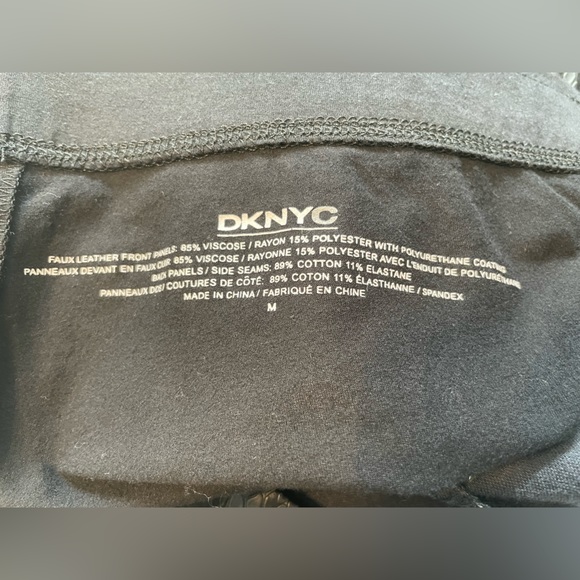 DKNYC
FAUX LEATHER FRONT PANELS: 85% VISCOSE / RAYON 15% POLYESTER WITH POLYURETHANE COATING
PANNEAUX DEVANT EN FAUX CUIR: 85% VISCOSE / RAYONNE 15% POLYESTER AVEC L'ENDUIT DE POLYURÉTHANE
BACK PANELS / SIDE SEAMS: 89% COTTON 11% ELASTANE
PANNEAUX DOS / COUTURES DE CÔTÉ: 89% COTON 11% ÉLASTHANNE / SPANDEX
MADE IN CHINA / FABRIQUÉ EN CHINE
M